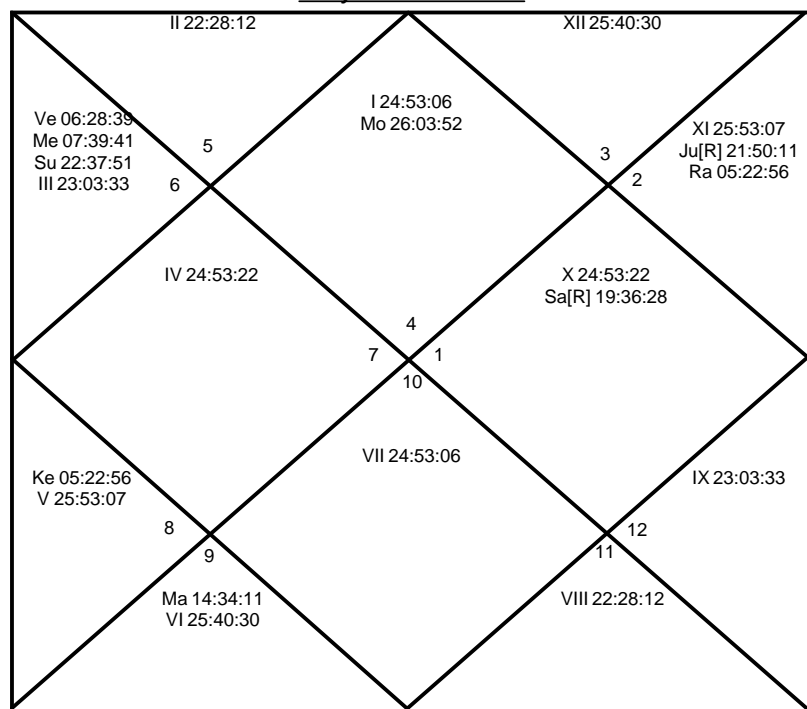 II 22:28:12
XII 25:40:30
I 24:53:06
Mo 26:03:52
Ve 06:28:39
Me 07:39:41
Su 22:37:51
III 23:03:33
5
6
3
2
XI 25:53:07
Ju[R] 21:50:11
Ra 05:22:56
IV 24:53:22
X 24:53:22
Sa[R] 19:36:28
4
7
1
10
VII 24:53:06
Ke 05:22:56
V 25:53:07
IX 23:03:33
8
9
12
11
Ma 14:34:11
VI 25:40:30
VIII 22:28:12